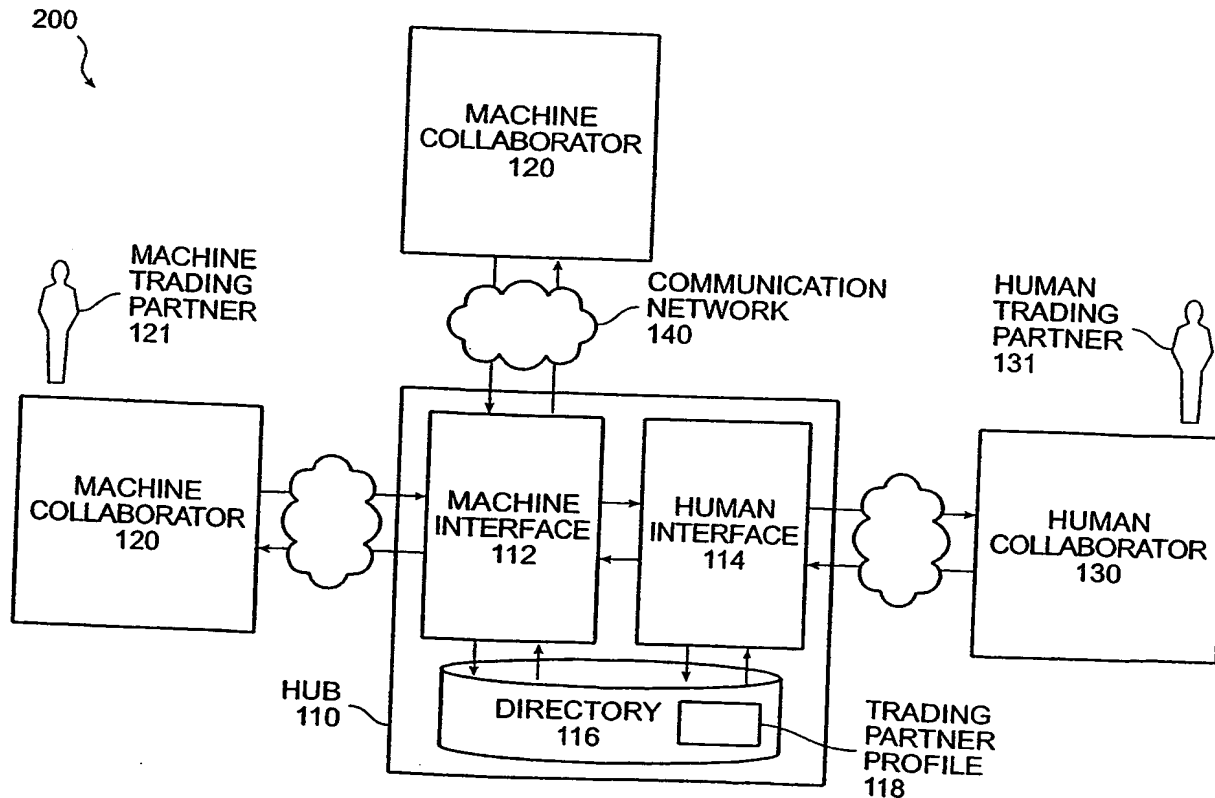 200
MACHINE
COLLABORATOR
120
MACHINE
TRADING
PARTNER
121
COMMUNICATION
NETWORK
140
HUMAN
TRADING
PARTNER
131
MACHINE
COLLABORATOR
120
MACHINE
INTERFACE
112
HUMAN
INTERFACE
114
HUMAN
COLLABORATOR
130
HUB
110
DIRECTORY
116
TRADING
PARTNER
PROFILE
118